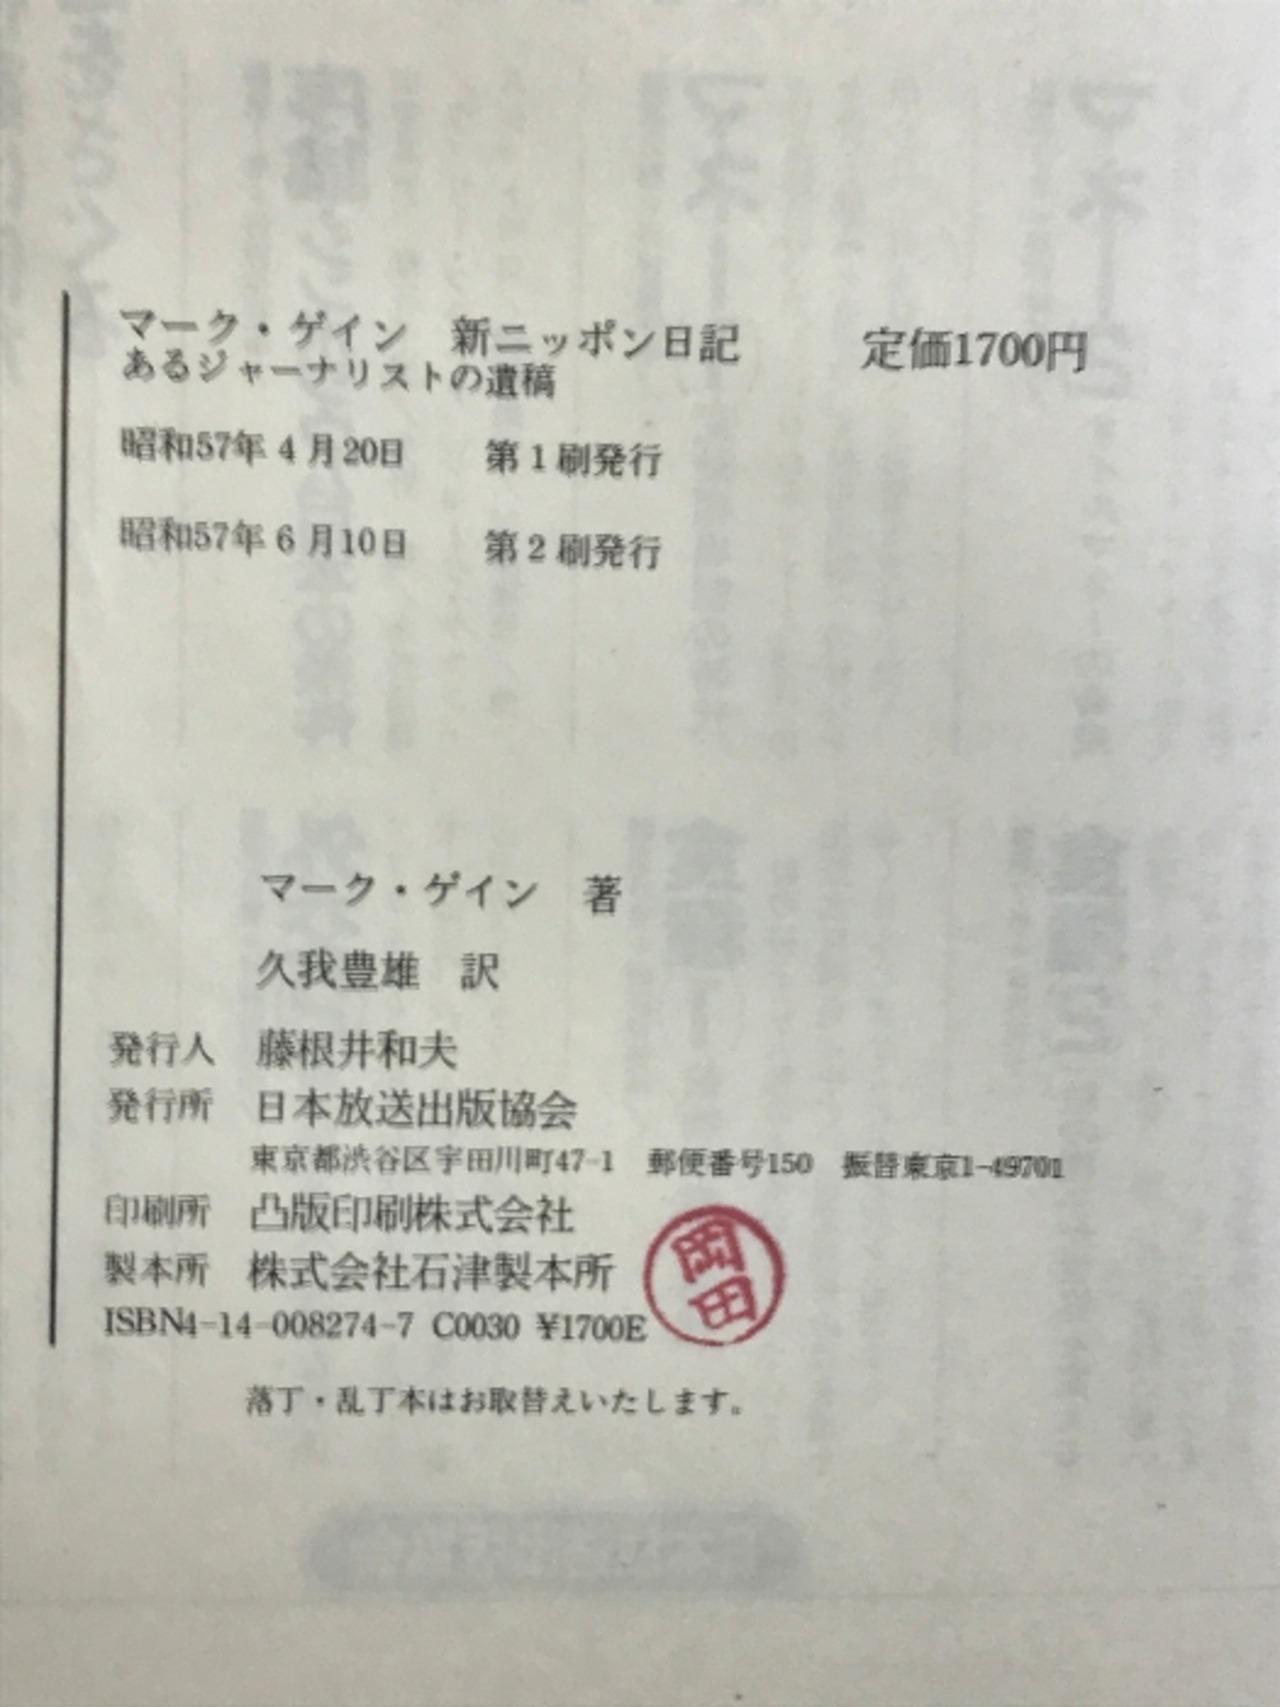 マーク・ゲイン　新ニッポン日記　定価1700円
あるジャーナリストの遺稿
昭和57年4月20日　第1刷発行
昭和57年6月10日　第2刷発行
マーク・ゲイン　著
久我豊雄　訳
発行人　藤根井和夫
発行所　日本放送出版協会
東京都渋谷区宇田川町47-1　郵便番号150　振替東京1-49701
印刷所　凸版印刷株式会社
製本所　株式会社石津製本所
ISBN4-14-008274-7 C0030 ¥1700E
岡田
落丁・乱丁本はお取替えいたします。